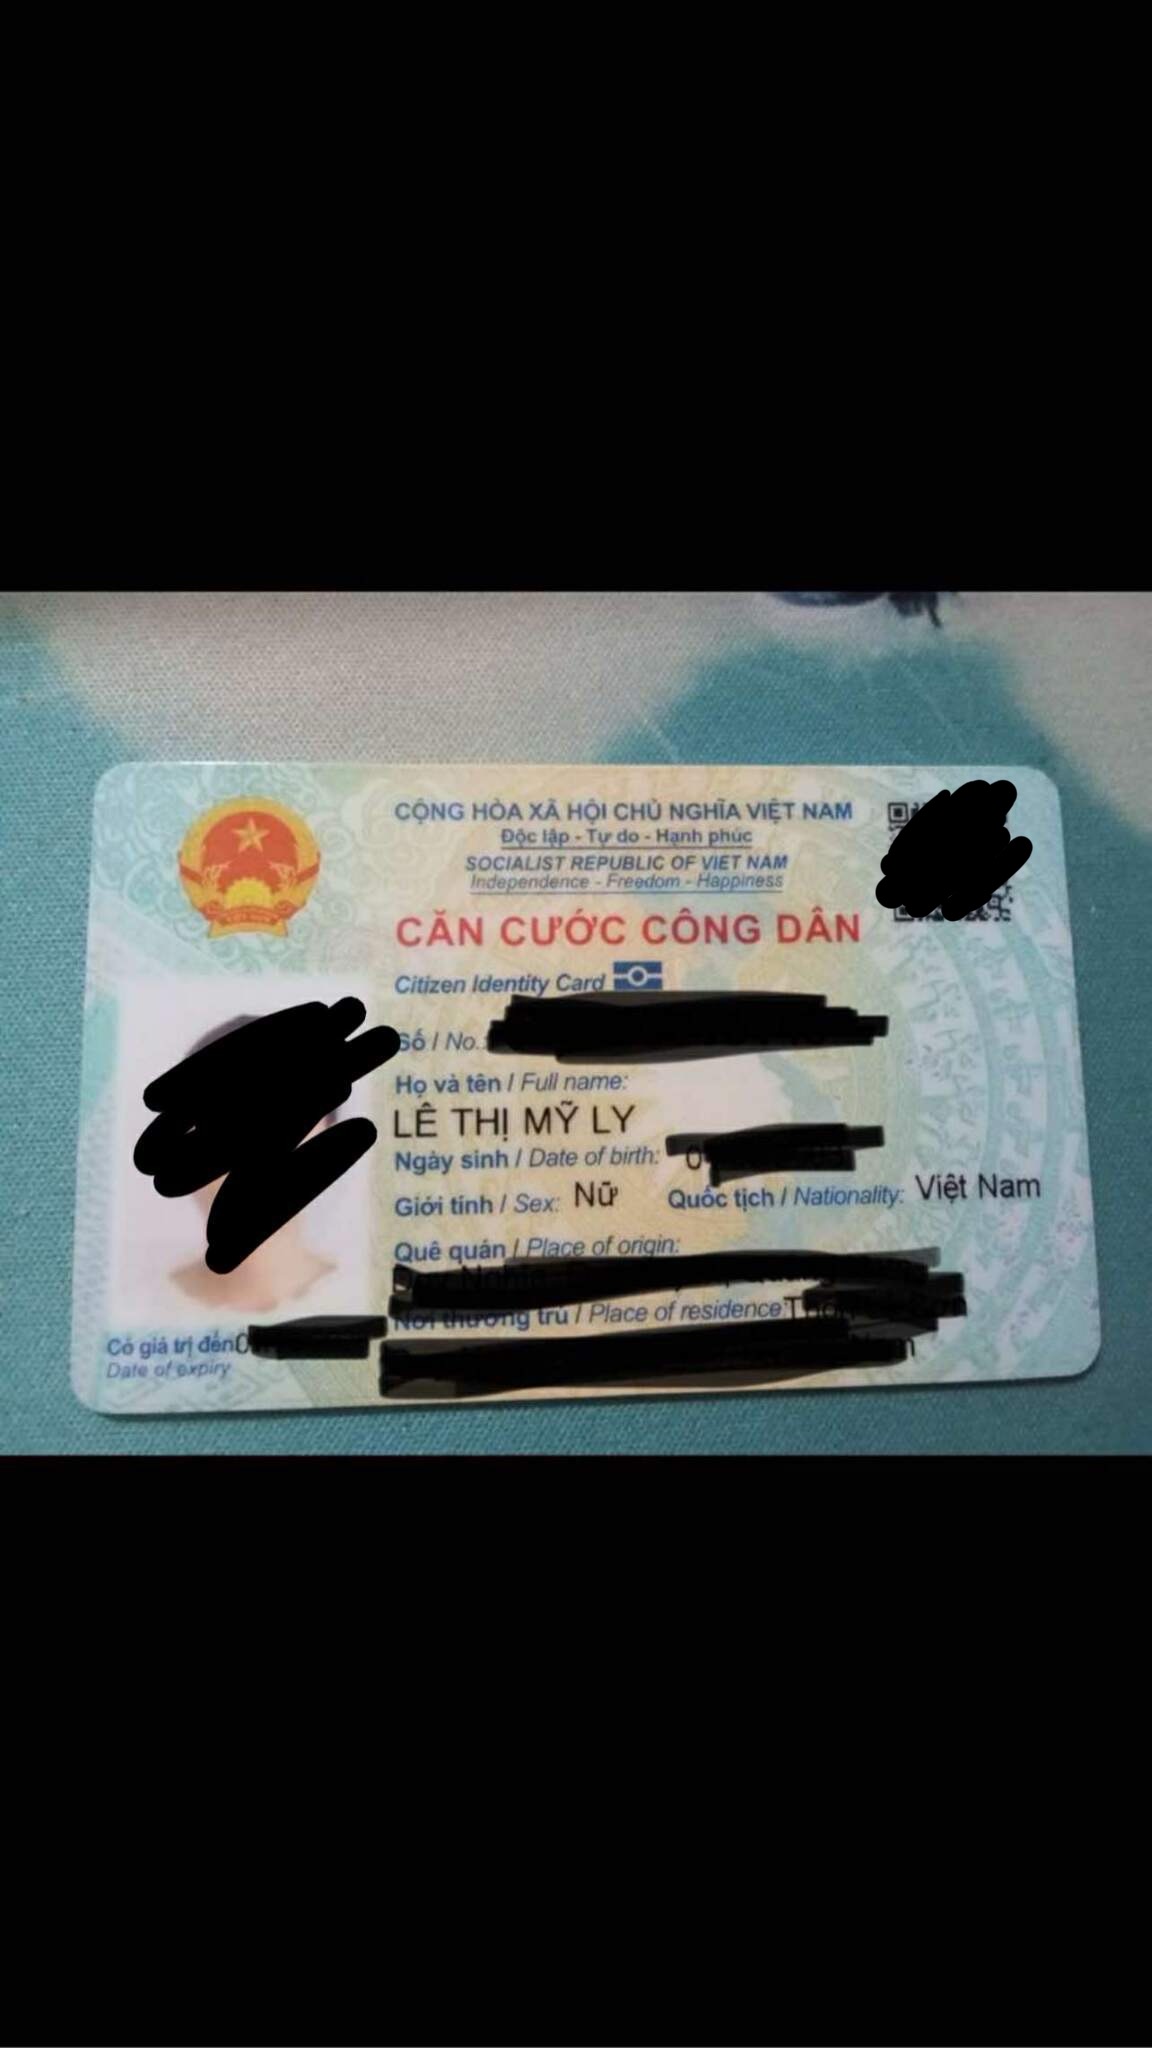 CỘNG HÒA XÃ HỘI CHỦ NGHĨA VIỆT NAM
Độc lập - Tự do - Hạnh phúc
SOCIALIST REPUBLIC OF VIET NAM
Independence - Freedom - Happiness
CĂN CƯỚC CÔNG DÂN
Citizen Identity Card
Số / No.:
Họ và tên / Full name:
LÊ THỊ MỸ LY
Ngày sinh / Date of birth:
Giới tính / Sex: Nữ Quốc tịch / Nationality: Việt Nam
Quê quán / Place of origin:
Nơi thường trú / Place of residence:
Có giá trị đến
Date of expiry